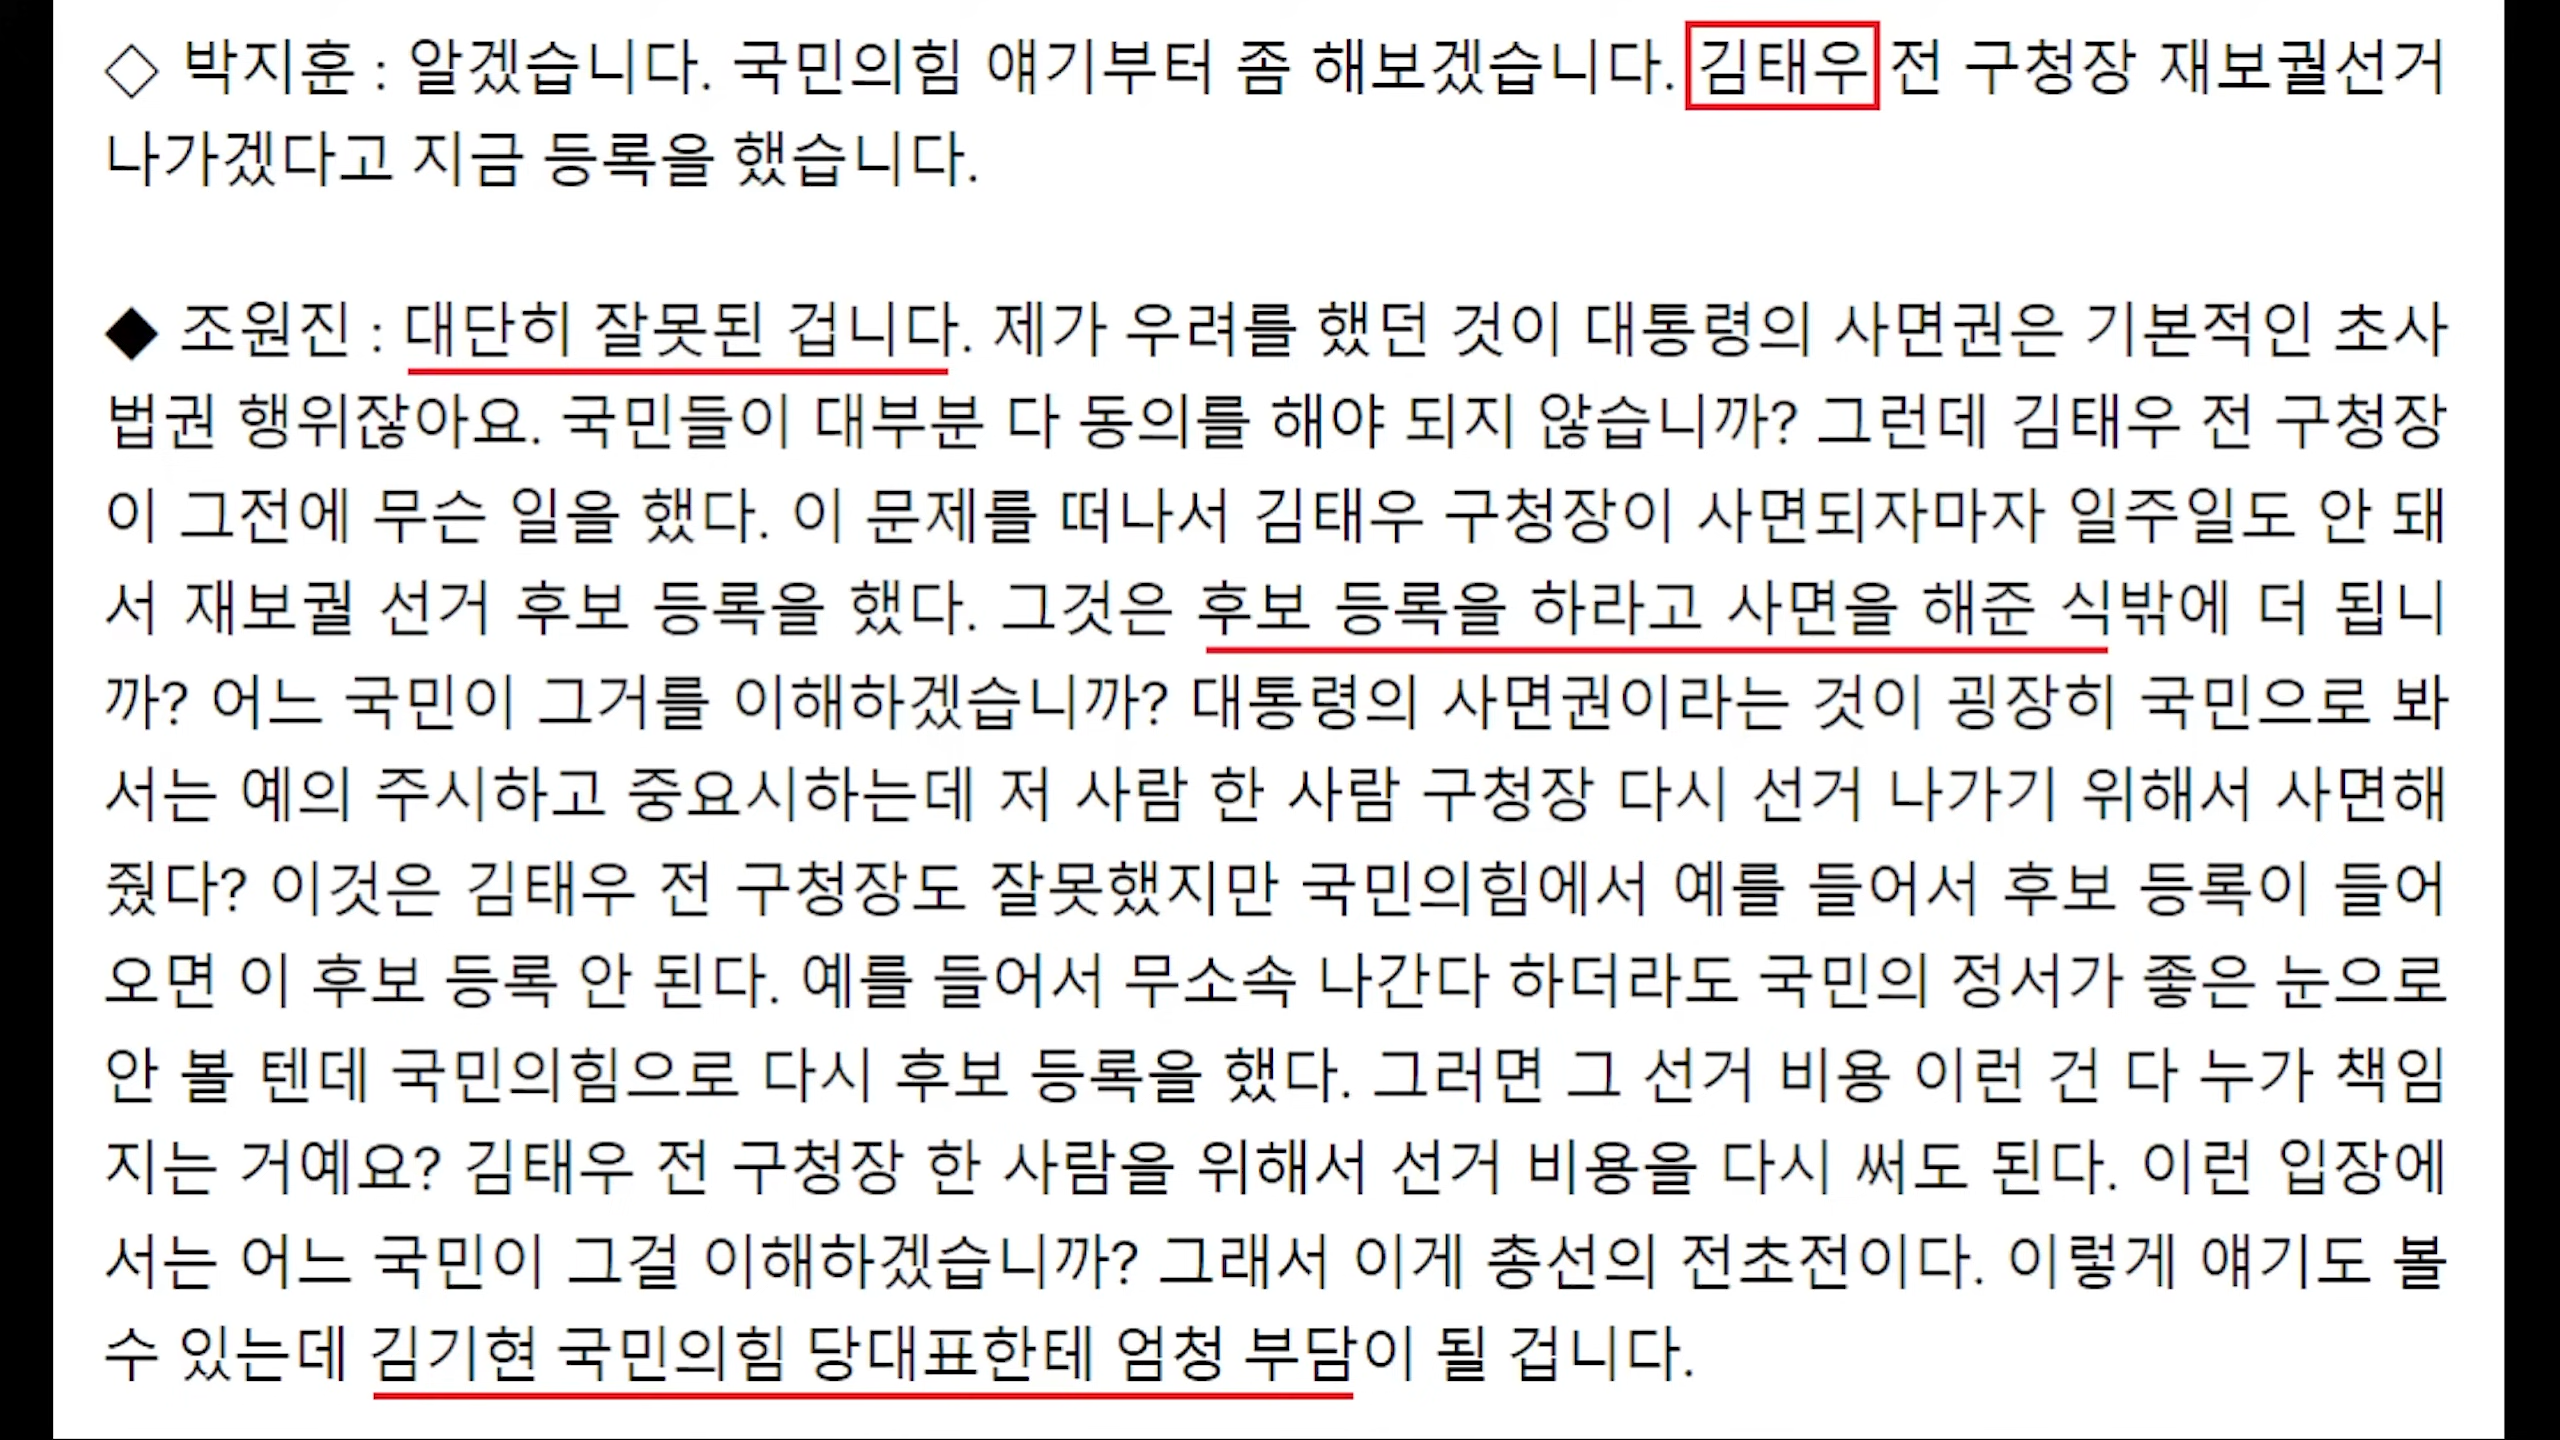 ◇ 박지훈 : 알겠습니다. 국민의힘 얘기부터 좀 해보겠습니다. 김태우 전 구청장 재보궐선거
나가겠다고 지금 등록을 했습니다.
◆ 조원진 : 대단히 잘못된 겁니다. 제가 우려를 했던 것이 대통령의 사면권은 기본적인 초사
법권 행위잖아요. 국민들이 대부분 다 동의를 해야 되지 않습니까? 그런데 김태우 전 구청장
이 그전에 무슨 일을 했다. 이 문제를 떠나서 김태우 구청장이 사면되자마자 일주일도 안 돼
서 재보궐 선거 후보 등록을 했다. 그것은 후보 등록을 하라고 사면을 해준 식밖에 더 됩니
까? 어느 국민이 그거를 이해하겠습니까? 대통령의 사면권이라는 것이 굉장히 국민으로 봐
서는 예의 주시하고 중요시하는데 저 사람 한 사람 구청장 다시 선거 나가기 위해서 사면해
줬다? 이것은 김태우 전 구청장도 잘못했지만 국민의힘에서 예를 들어서 후보 등록이 들어
오면 이 후보 등록 안 된다. 예를 들어서 무소속 나간다 하더라도 국민의 정서가 좋은 눈으로
안 볼 텐데 국민의힘으로 다시 후보 등록을 했다. 그러면 그 선거 비용 이런 건 다 누가 책임
지는 거예요? 김태우 전 구청장 한 사람을 위해서 선거 비용을 다시 써도 된다. 이런 입장에
서는 어느 국민이 그걸 이해하겠습니까? 그래서 이게 총선의 전초전이다. 이렇게 얘기도 볼
수 있는데 김기현 국민의힘 당대표한테 엄청 부담이 될 겁니다.